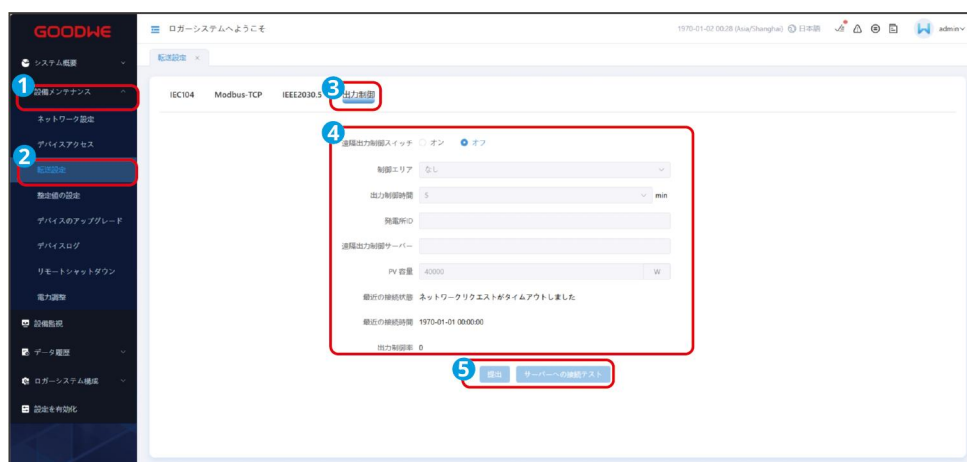 GOODWE
ロガーシステムへようこそ
1970-01-02 00:28 (Asia/Shanghai) 日本語
admin
システム概要
転送設定 ×
1
設備メンテナンス
IEC104 Modbus-TCP IEEE2030.5 3 出力制御
ネットワーク設定
デバイスアクセス
4
遠隔出力制御スイッチ オン オフ
2
転送設定
制御エリア なし
整定値の設定
出力制御時間 5 min
デバイスのアップグレード
発電所ID
デバイスログ
遠隔出力制御サーバー
リモートシャットダウン
PV 容量 40000 W
電力調整
最近の接続状態 ネットワークリクエストがタイムアウトしました
設備監視
最近の接続時間 1970-01-01 00:00:00
データ履歴
出力制御率 0
5
提出 サーバーへの接続テスト
ロガーシステム構成
設定を有効化